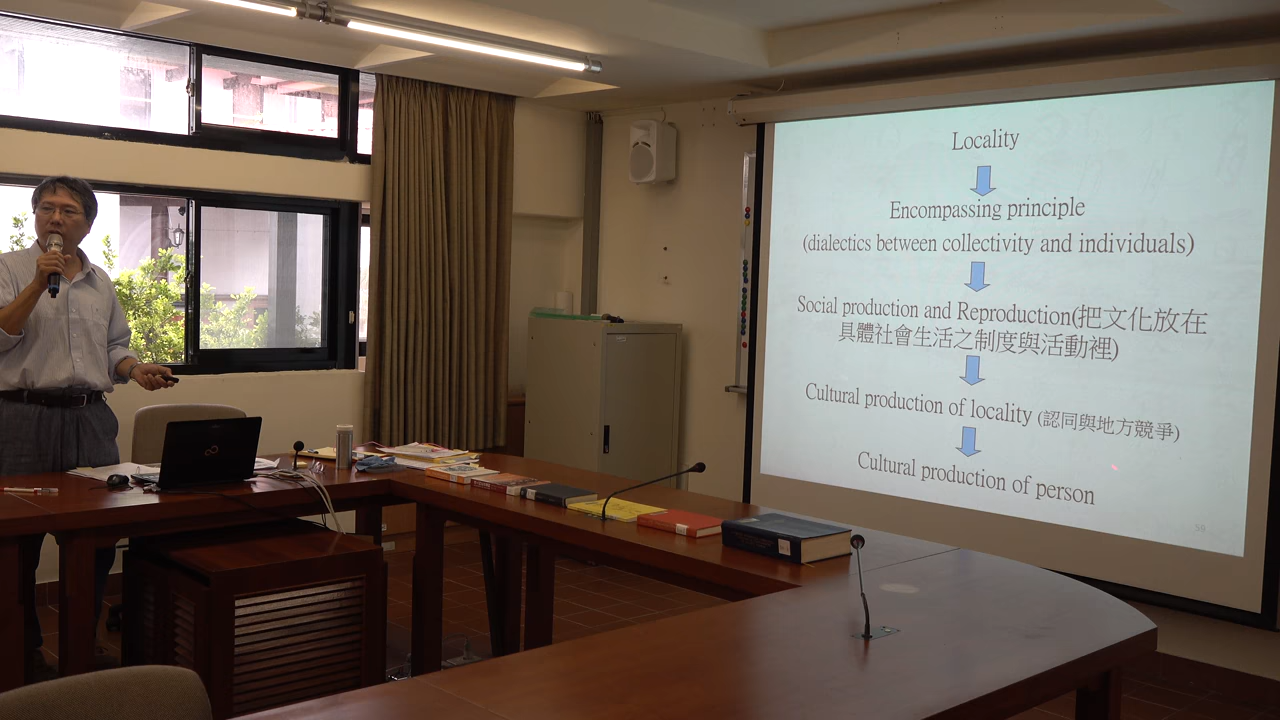 Locality
Encompassing principle
(dialectics between collectivity and individuals)
Social production and Reproduction(把文化放在
具體社會生活之制度與活動裡)
Cultural production of locality (認同與地方競爭)
Cultural production of person